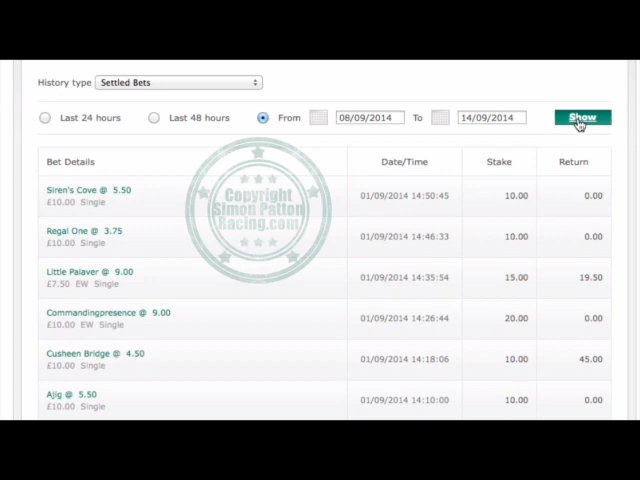 History type Settled Bets
Last 24 hours Last 48 hours From 08/09/2014 To 14/09/2014 Show
Bet Details Date/Time Stake Return
Siren's Cove @ 5.50 01/09/2014 14:50:45 10.00 0.00
£10.00 Single
Regal One @ 3.75 01/09/2014 14:46:33 10.00 0.00
£10.00 Single
Little Palaver @ 9.00 01/09/2014 14:35:54 15.00 19.50
£7.50 EW Single
Commandingpresence @ 9.00 01/09/2014 14:26:44 20.00 0.00
£10.00 EW Single
Cusheen Bridge @ 4.50 01/09/2014 14:18:06 10.00 45.00
£10.00 Single
Ajig @ 5.50 01/09/2014 14:10:00 10.00 0.00
£10.00 Single
Copyright
Simon Patton
Racing.com